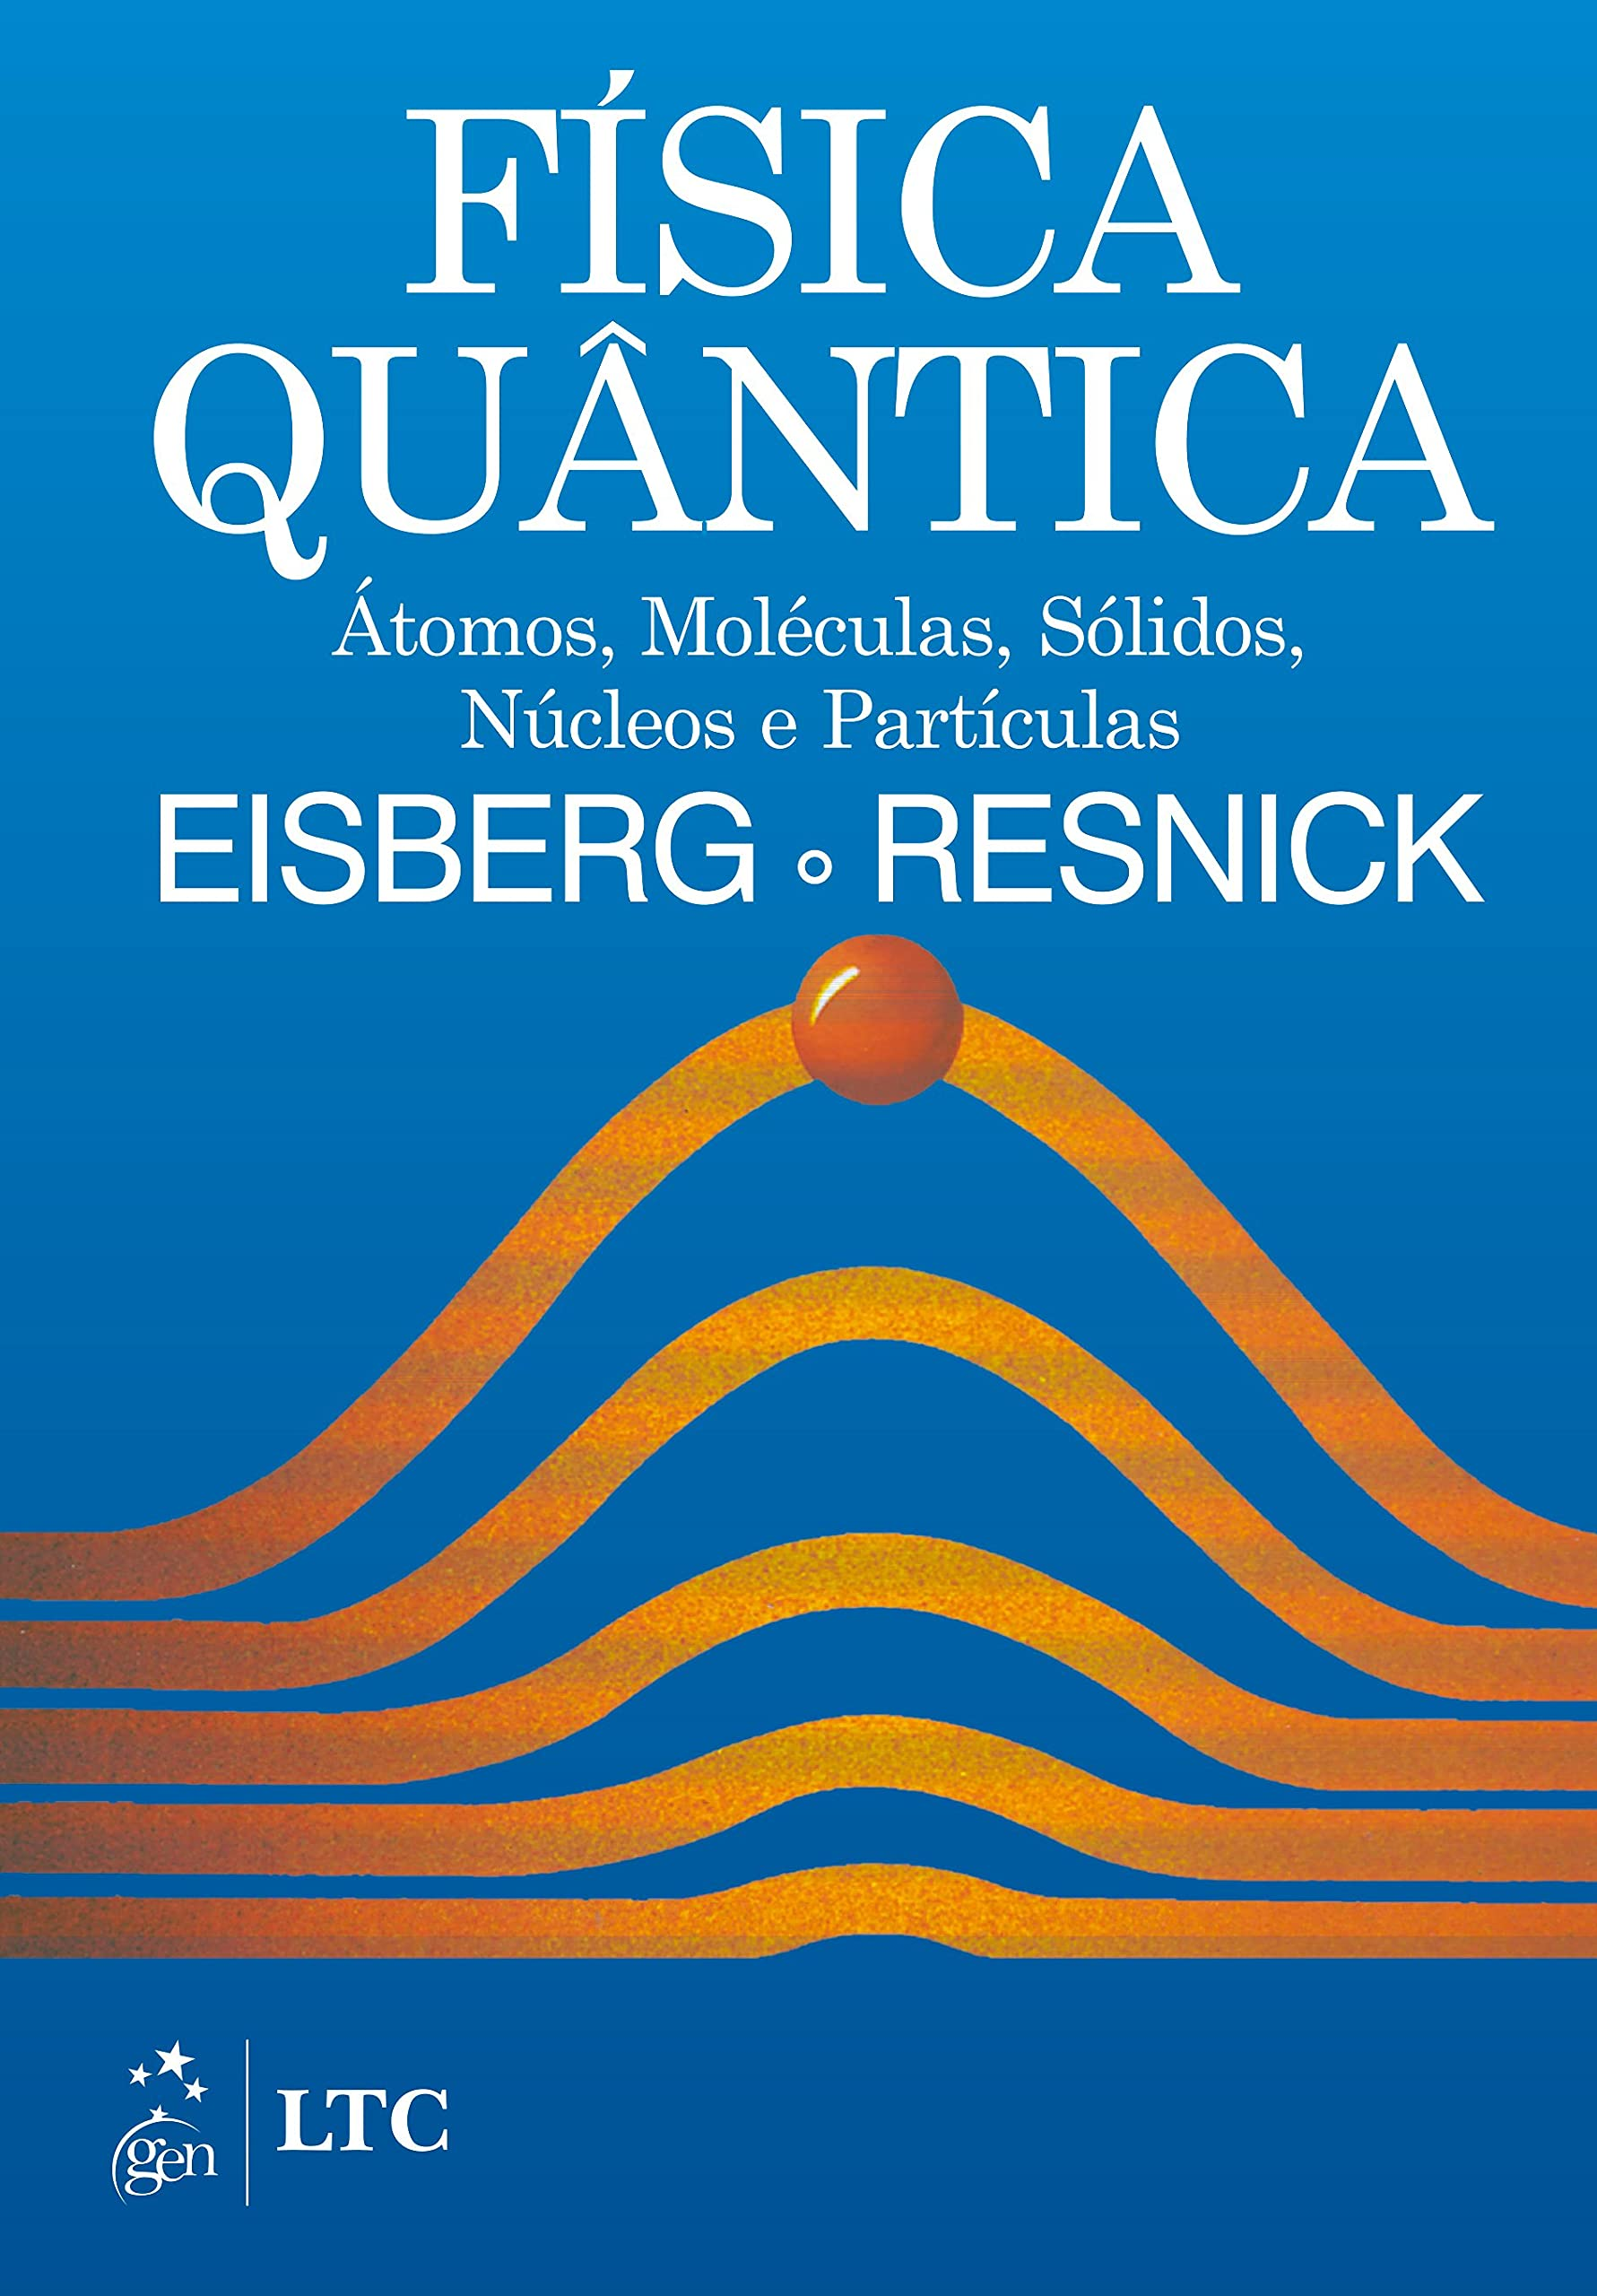 FÍSICA
QUÂNTICA
Átomos, Moléculas, Sólidos,
Núcleos e Partículas
EISBERG ∘ RESNICK
gen
LTC